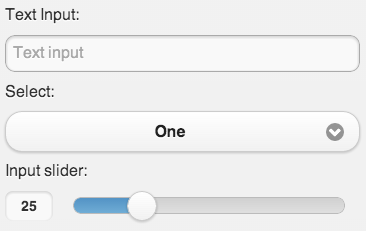 Text Input:
Text input
Select:
One
Input slider:
25